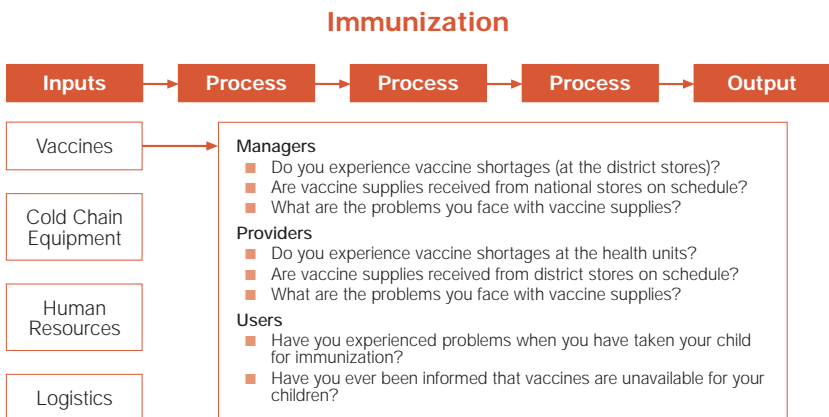 Immunization
Inputs
Process
Process
Process
Output
Vaccines
Cold Chain
Equipment
Human
Resources
Logistics
Managers
Do you experience vaccine shortages (at the district stores)?
Are vaccine supplies received from national stores on schedule?
What are the problems you face with vaccine supplies?
Providers
Do you experience vaccine shortages at the health units?
Are vaccine supplies received from district stores on schedule?
What are the problems you face with vaccine supplies?
Users
Have you experienced problems when you have taken your child
for immunization?
Have you ever been informed that vaccines are unavailable for your
children?